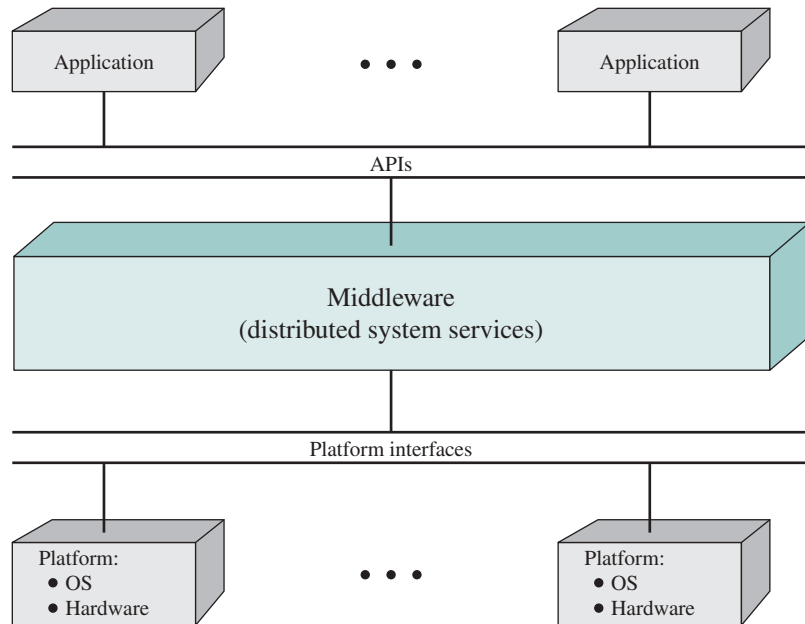 Application
Application
APIs
Middleware
(distributed system services)
Platform interfaces
Platform:
• OS
• Hardware
Platform:
• OS
• Hardware